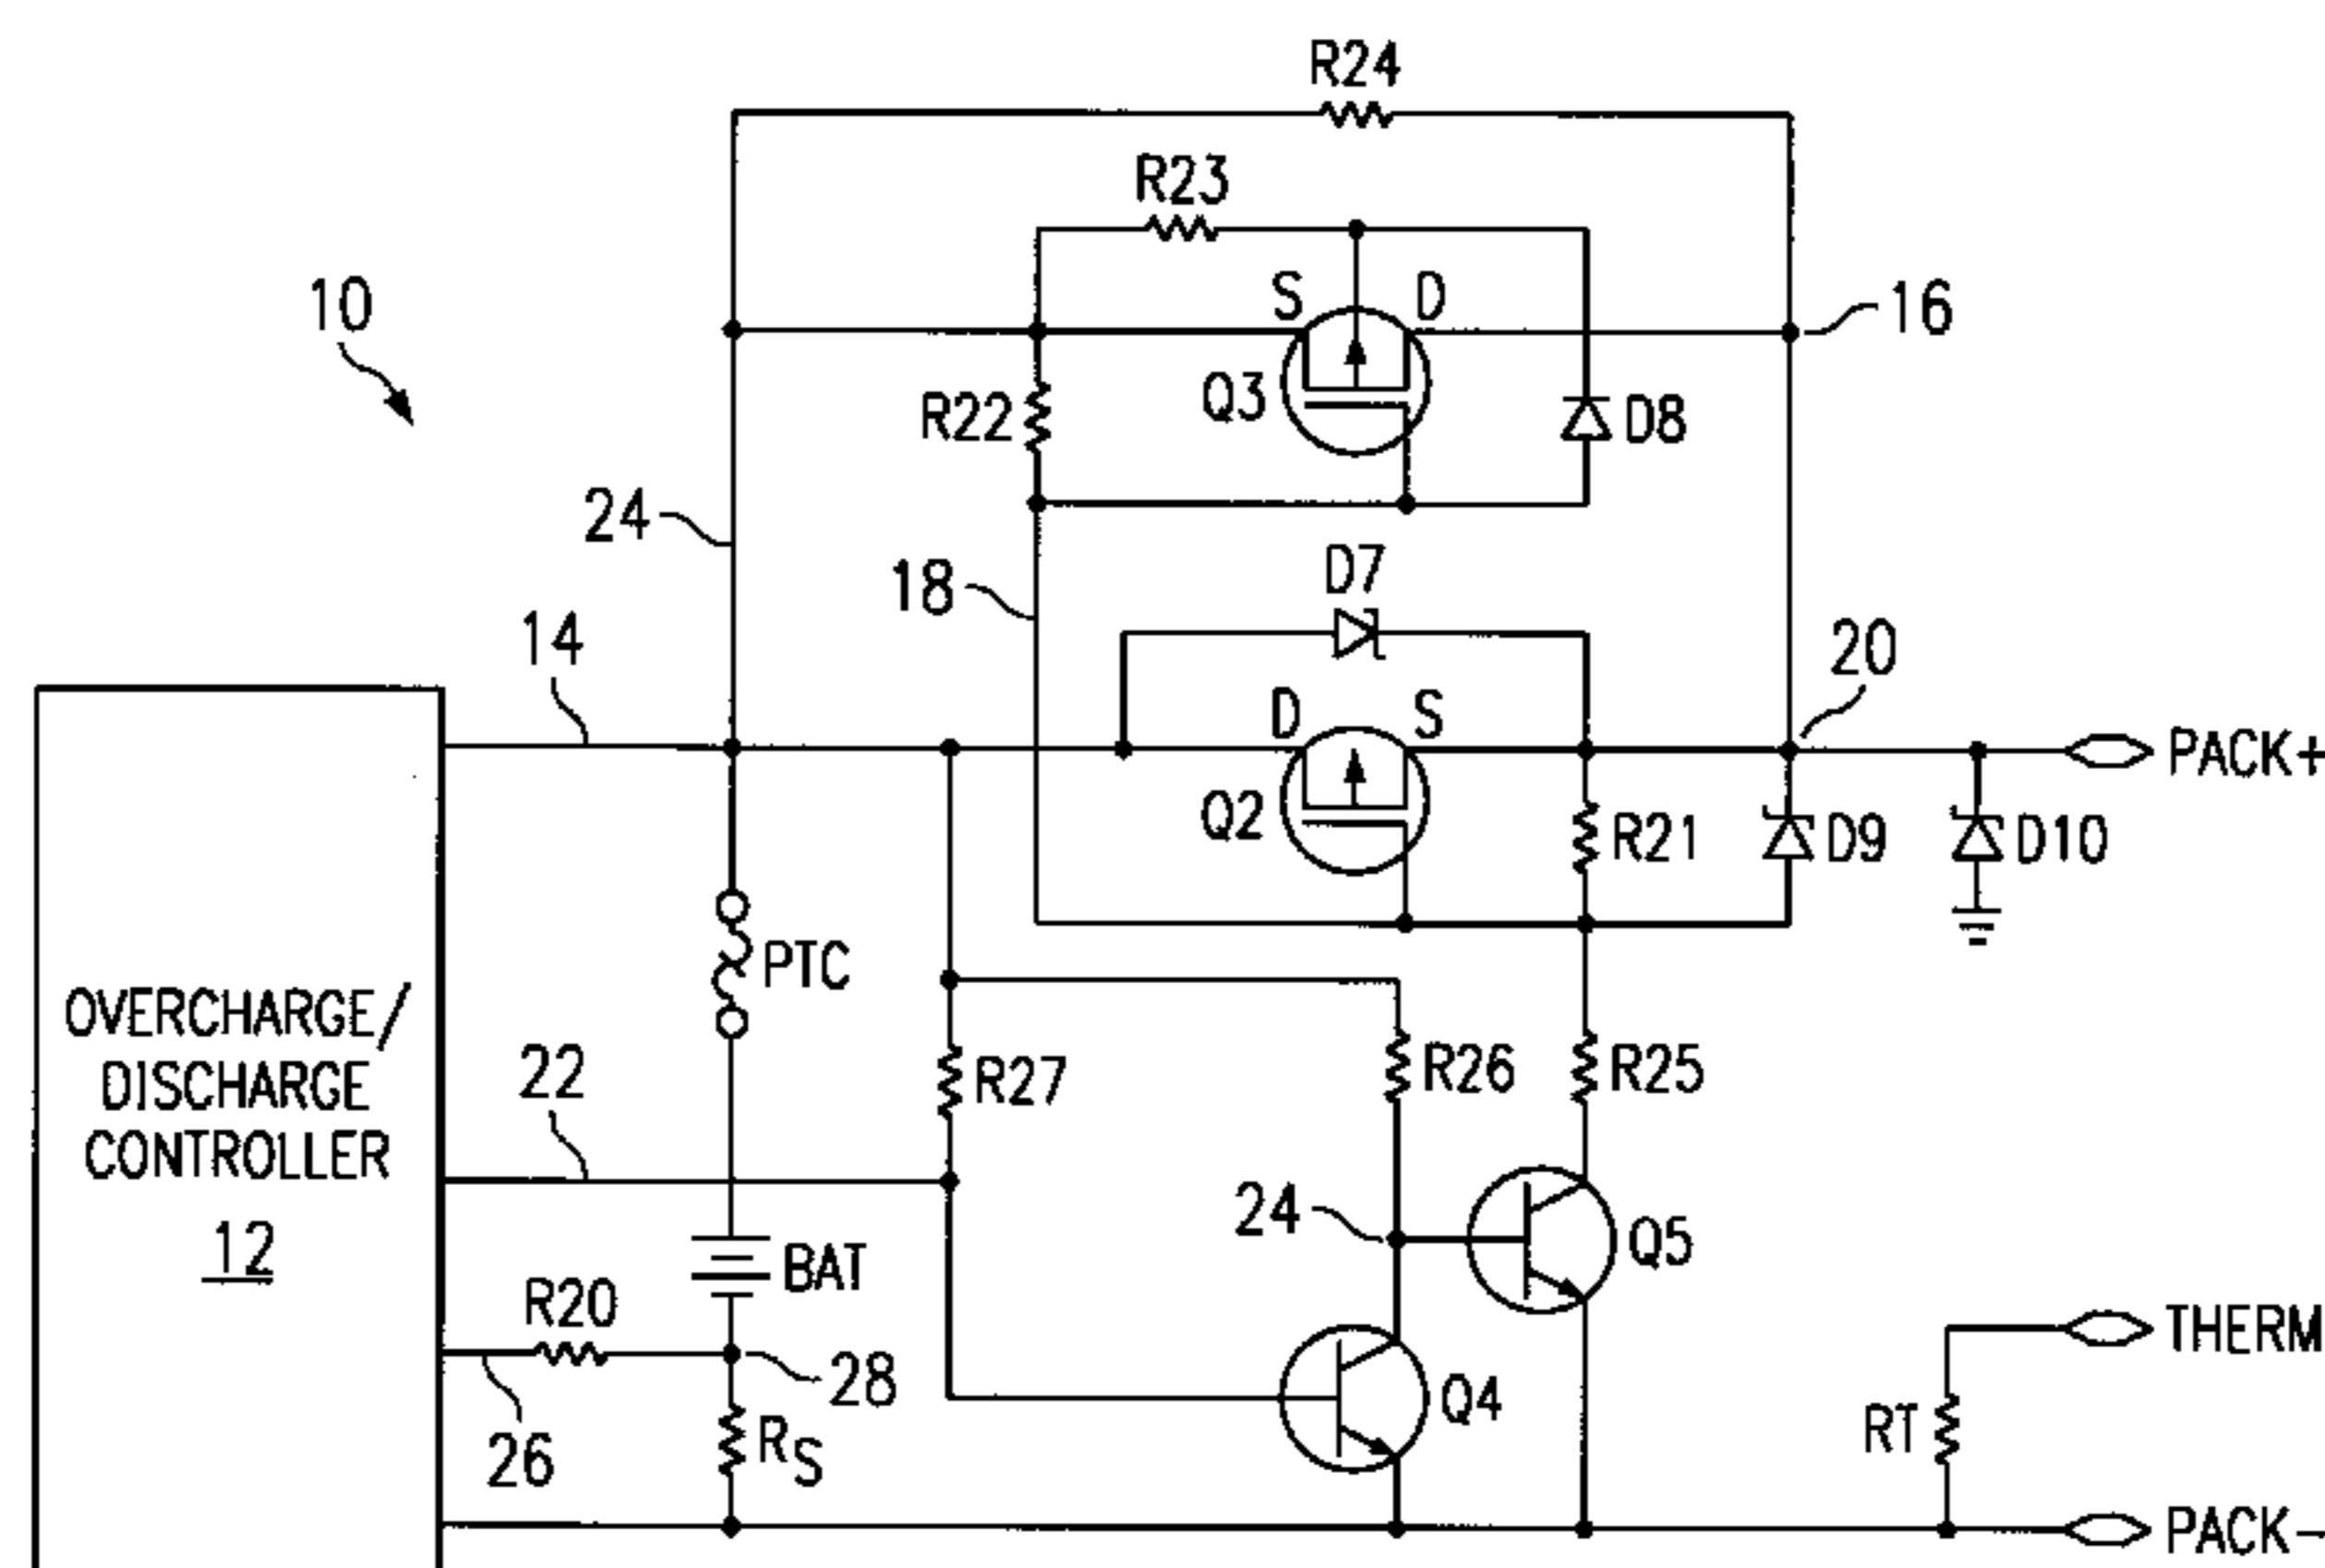 R24
R23
10
S
D
16
R22
Q3
D8
24
18
D7
14
20
D
S
PACK+
Q2
R21
D9
D10
PTC
OVERCHARGE/
DISCHARGE
CONTROLLER
12
22
R27
R26
R25
24
Q5
BAT
R20
THERM
28
Q4
RS
RT
26
PACK-